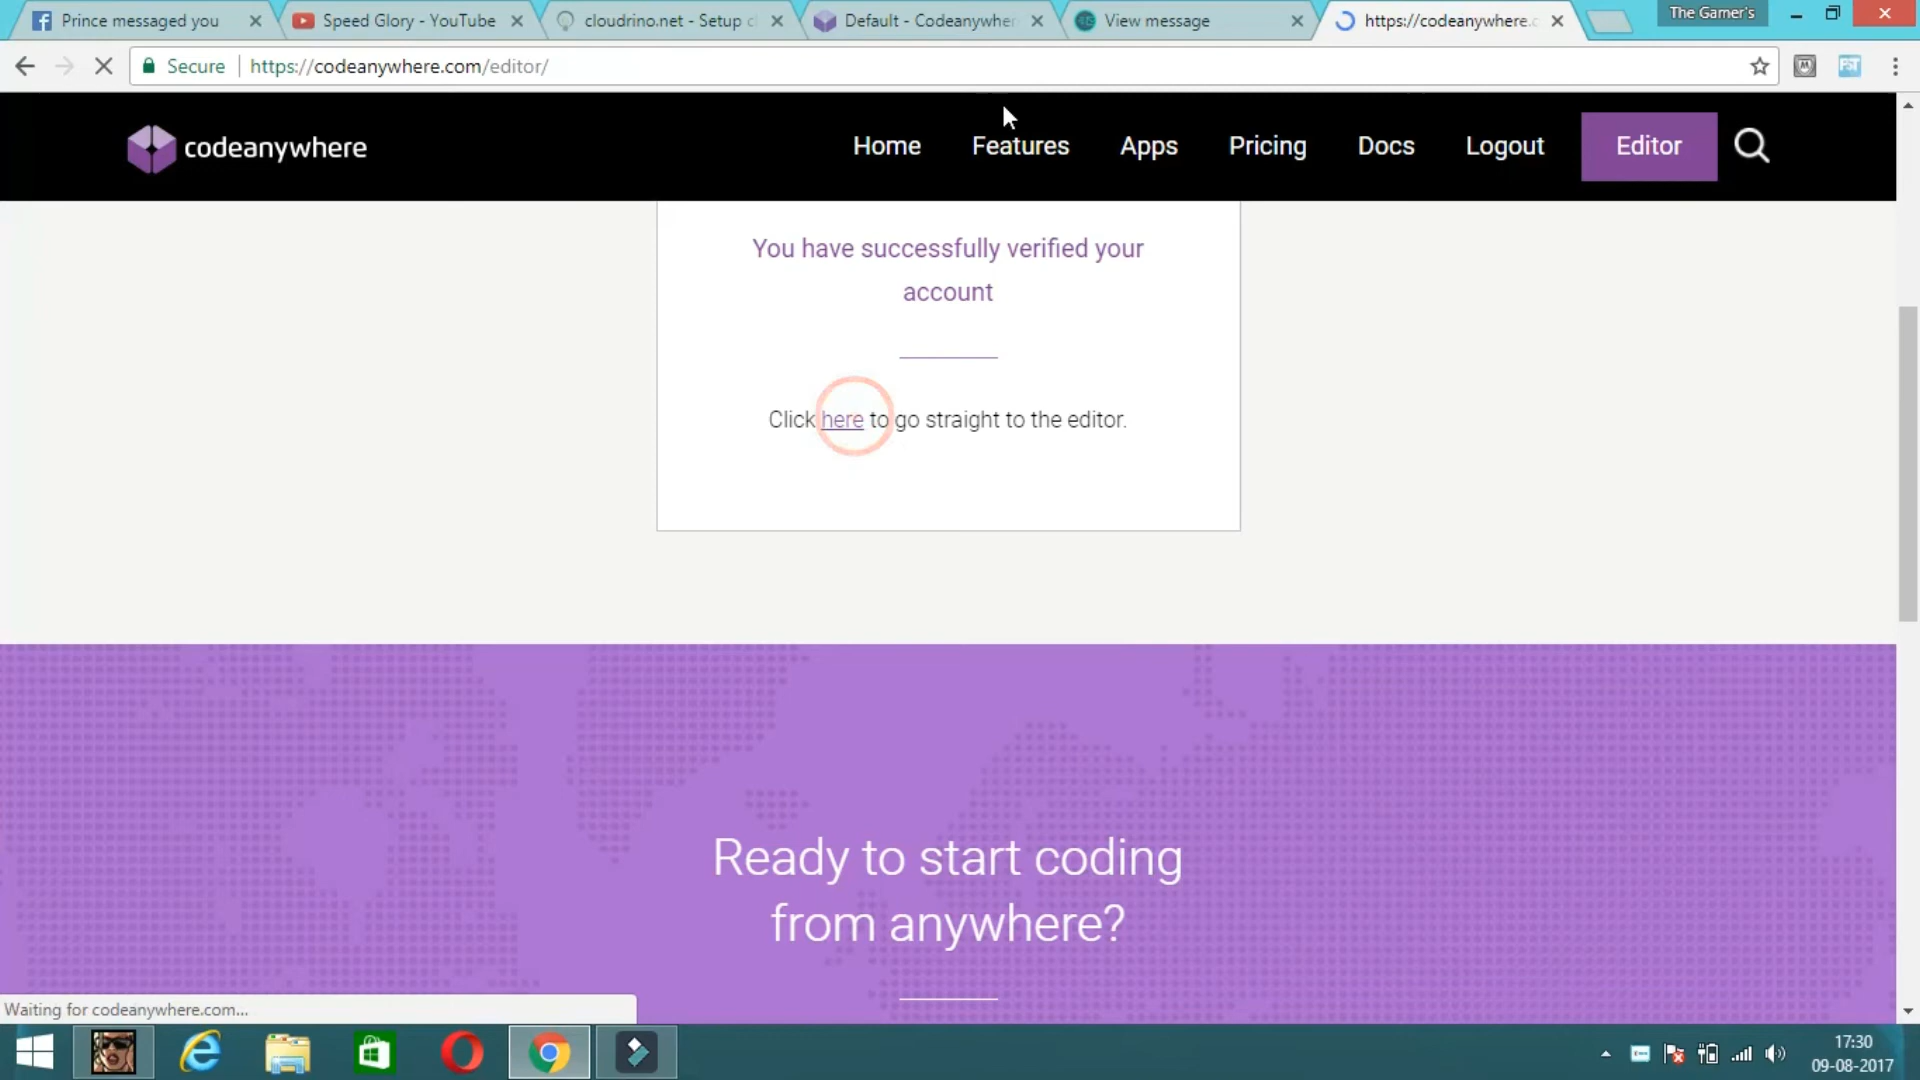 Prince messaged you
Speed Glory - YouTube
cloudrino.net - Setup c
Default - Codeanywher
View message
https://codeanywhere.c
The Gamer's
Secure
https://codeanywhere.com/editor/
codeanywhere
Home
Features
Apps
Pricing
Docs
Logout
Editor
You have successfully verified your
account
Click here to go straight to the editor.
Ready to start coding
from anywhere?
Waiting for codeanywhere.com...
17:30
09-08-2017